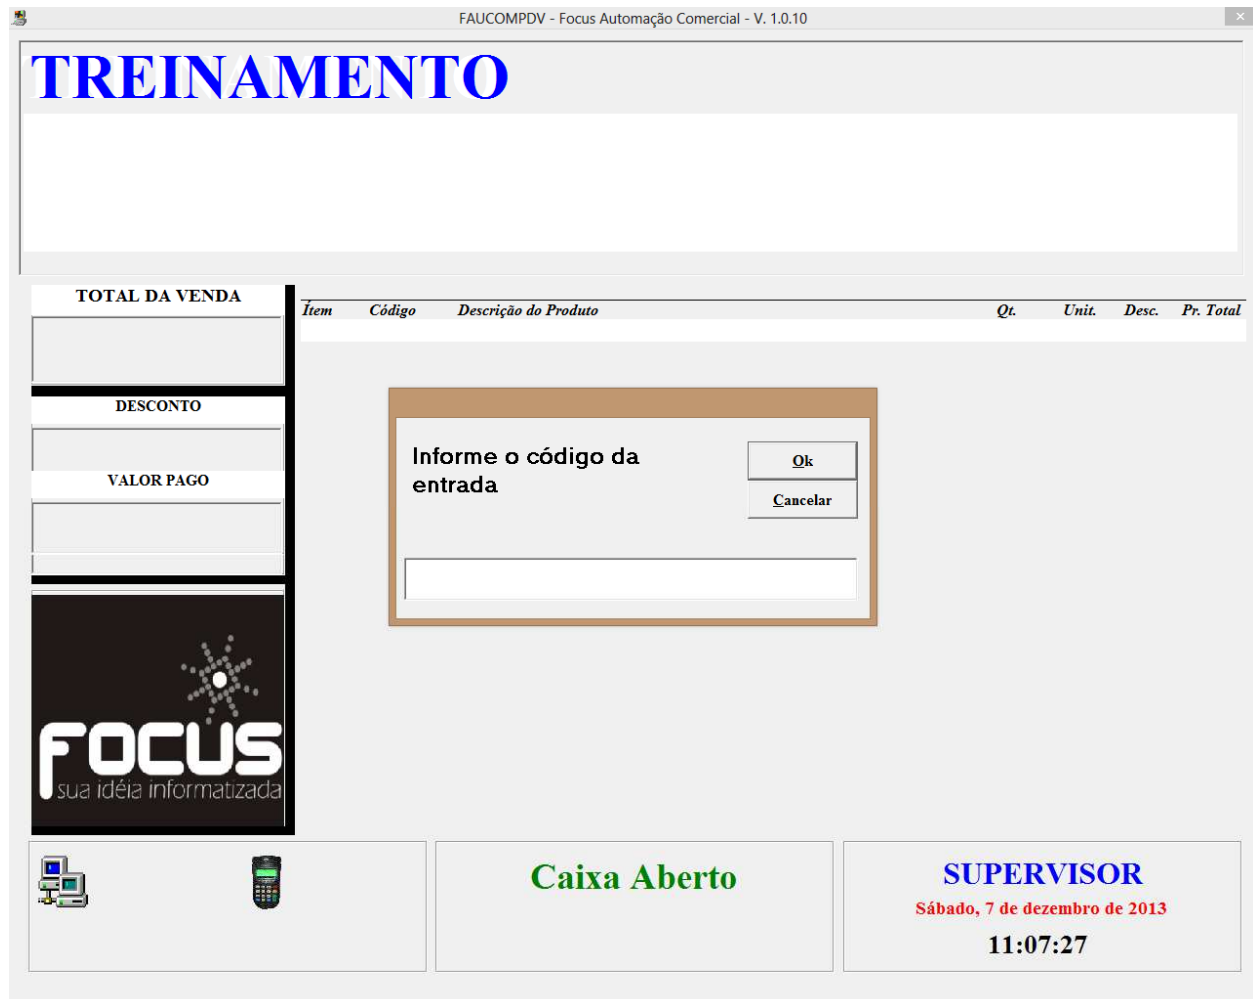 FAUCOMPDV - Focus Automação Comercial - V. 1.0.10
TREINAMENTO
TOTAL DA VENDA
DESCONTO
VALOR PAGO
Ítem Código Descrição do Produto Qt. Unit. Desc. Pr. Total
Informe o código da
entrada
Ok
Cancelar
FOCUS
sua idéia informatizada
Caixa Aberto
SUPERVISOR
Sábado, 7 de dezembro de 2013
11:07:27